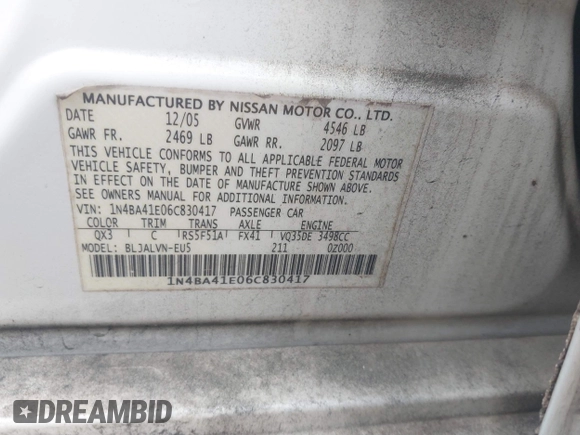 MANUFACTURED BY NISSAN MOTOR CO., LTD.
DATE 12/05 GVWR 4546 LB
GAWR FR. 2469 LB GAWR RR. 2097 LB
THIS VEHICLE CONFORMS TO ALL APPLICABLE FEDERAL MOTOR
VEHICLE SAFETY, BUMPER AND THEFT PREVENTION STANDARDS
IN EFFECT ON THE DATE OF MANUFACTURE SHOWN ABOVE.
SEE OWNERS MANUAL FOR ADDITIONAL INFORMATION.
VIN: 1N4BA41E06C830417 PASSENGER CAR
COLOR TRIM TRANS AXLE ENGINE
QX3 C RS5F51A FX41 VQ35DE 3498CC
MODEL: BLJALVN-EU5 211 02000
1N4BA41E06C830417
DREAMBID